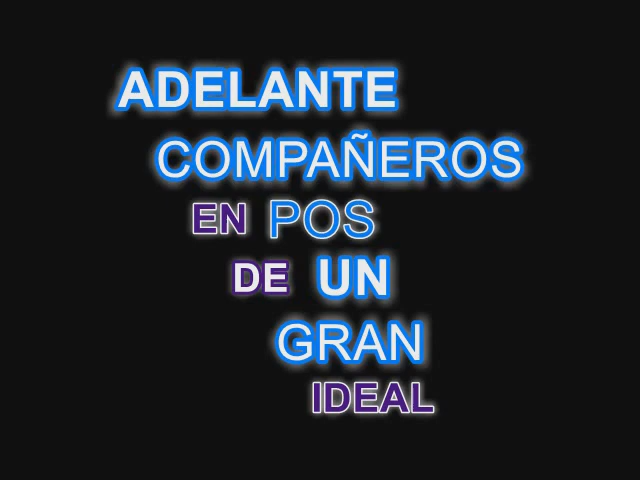 ADELANTE
COMPAÑEROS
EN POS
DE UN
GRAN
IDEAL